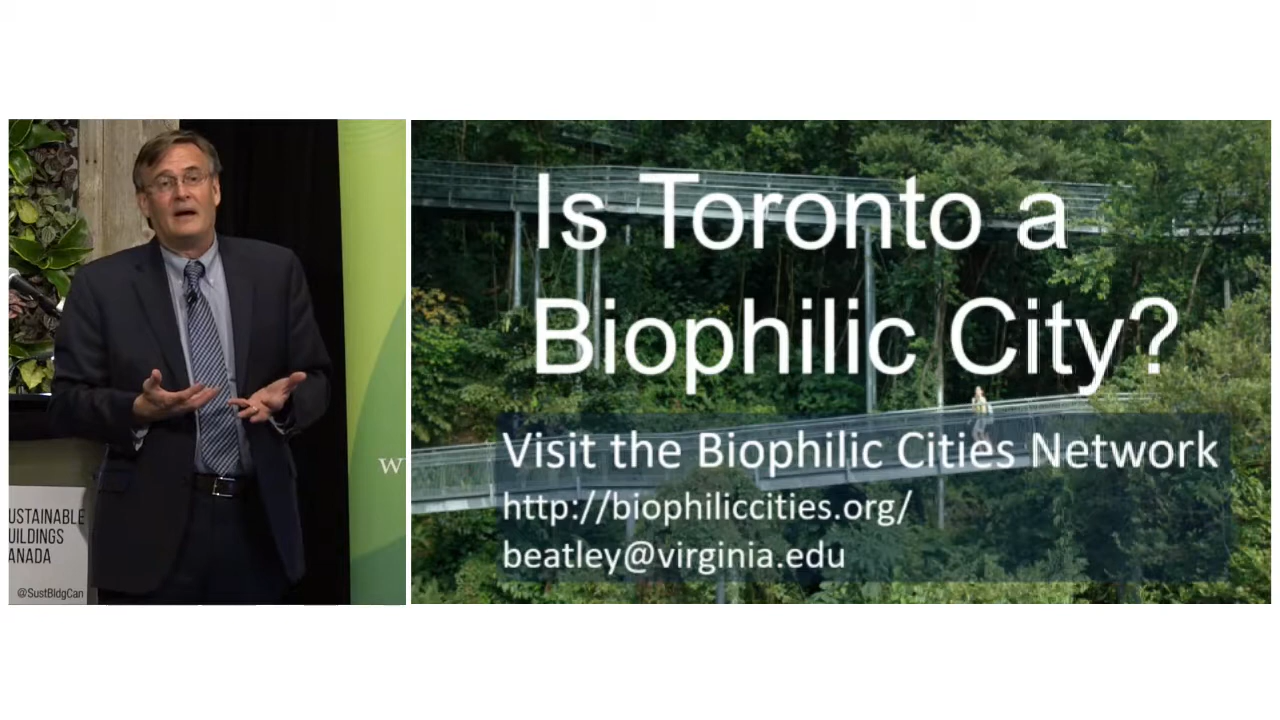 Is Toronto a
Biophilic City?
Visit the Biophilic Cities Network
http://biophiliccities.org/
beatley@virginia.edu
W
USTAINABLE
UILDINGS
ANADA
@SustBldgCan